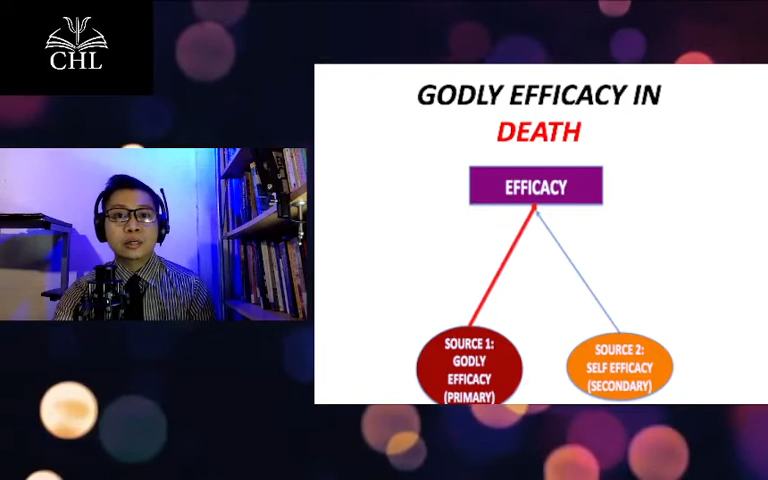 CHL
GODLY EFFICACY IN
DEATH
EFFICACY
SOURCE 1:
GODLY
EFFICACY
(PRIMARY)
SOURCE 2:
SELF EFFICACY
(SECONDARY)